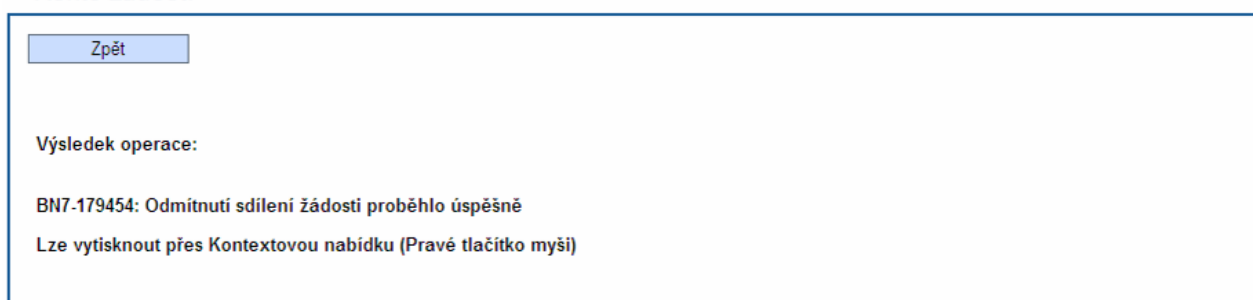 Zpět
Výsledek operace:
BN7-179454: Odmítnutí sdílení žádosti proběhlo úspěšně
Lze vytisknout přes Kontextovou nabídku (Pravé tlačítko myši)